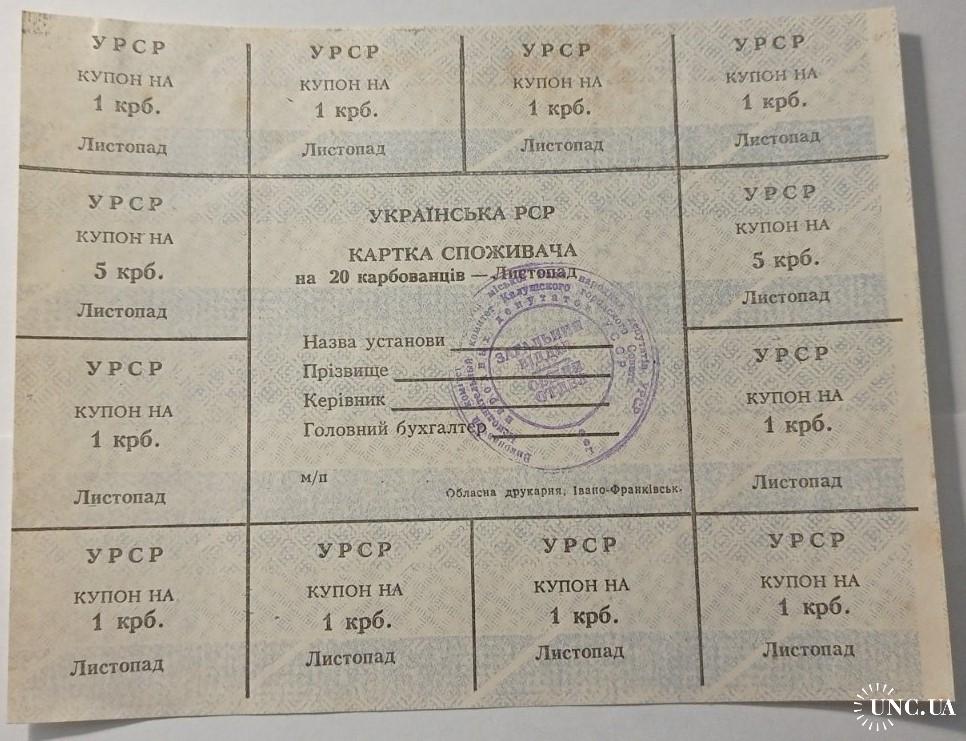 УРСР
КУПОН НА
1 крб.
Листопад
УРСР
КУПОН НА
1 крб.
Листопад
УРСР
КУПОН НА
1 крб.
Листопад
УРСР
КУПОН НА
1 крб.
Листопад
УРСР
КУПОН НА
5 крб.
Листопад
УКРАЇНСЬКА РСР
КАРТКА СПОЖИВАЧА
на 20 карбованців — Листопад
Назва установи
Прізвище
Керівник
Головний бухгалтер
м/п
Обласна друкарня, Івано-Франківськ.
ЗАГАЛЬНИЙ
ВІДДІЛ
ОБЩИЙ
ОТДЕЛ
УРСР
КУПОН НА
5 крб.
Листопад
УРСР
КУПОН НА
1 крб.
Листопад
УРСР
КУПОН НА
1 крб.
Листопад
УРСР
КУПОН НА
1 крб.
Листопад
УРСР
КУПОН НА
1 крб.
Листопад
УРСР
КУПОН НА
1 крб.
Листопад
УРСР
КУПОН НА
1 крб.
Листопад
UNC.UA